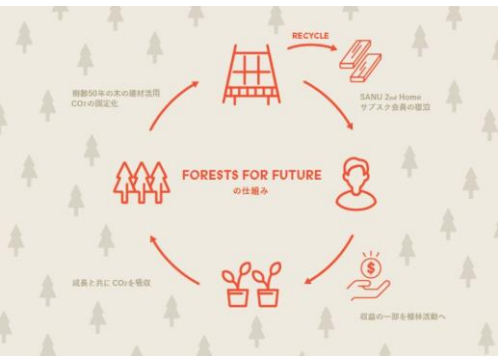 RECYCLE
樹齢50年の木の建材活用
CO₂の固定化
SANU 2nd Home
サブスク会員の宿泊
FORESTS FOR FUTURE
の仕組み
成長と共にCO₂を吸収
$
収益の一部を植林活動へ